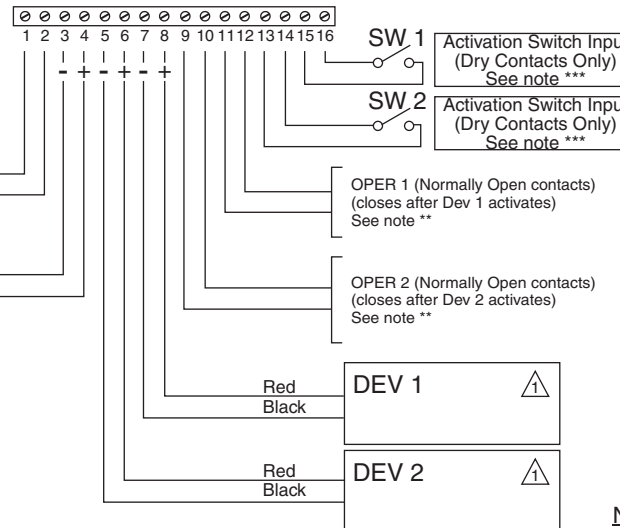 1 2 3 4 5 6 7 8 9 10 11 12 13 14 15 16
- + - + - +
SW 1
Activation Switch Inpu
(Dry Contacts Only)
See note ***
SW 2
Activation Switch Inpu
(Dry Contacts Only)
See note ***
OPER 1 (Normally Open contacts)
(closes after Dev 1 activates)
See note **
OPER 2 (Normally Open contacts)
(closes after Dev 2 activates)
See note **
Red
Black
DEV 1
1
Red
Black
DEV 2
1
N